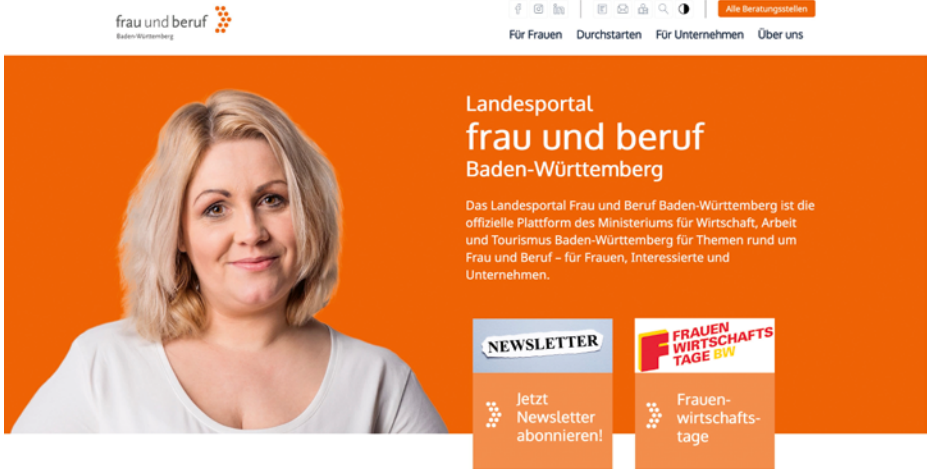 frau und beruf
Baden-Württemberg
Alle Beratungsstellen
Für Frauen Durchstarten Für Unternehmen Über uns
Landesportal
frau und beruf
Baden-Württemberg
Das Landesportal Frau und Beruf Baden-Württemberg ist die
offizielle Plattform des Ministeriums für Wirtschaft, Arbeit
und Tourismus Baden-Württemberg für Themen rund um
Frau und Beruf – für Frauen, Interessierte und
Unternehmen.
NEWSLETTER
Jetzt
Newsletter
abonnieren!
FRAUEN
WIRTSCHAFTS
TAGE BW
Frauen-
wirtschafts-
tage